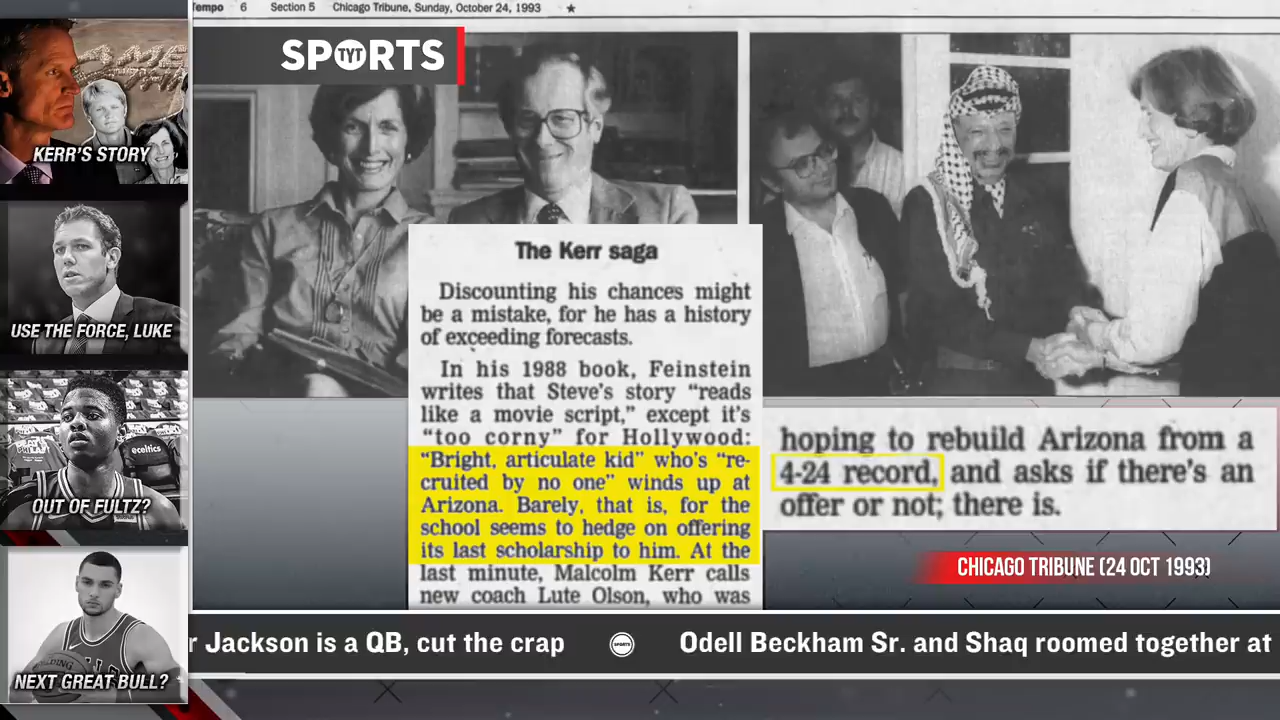 Tempo 6 Section 5 Chicago Tribune, Sunday, October 24, 1993
SPORTS
TYT
KERR'S STORY
USE THE FORCE, LUKE
eceltics
OUT OF FULTZ?
SPALDING
NEXT GREAT BULL?
The Kerr saga
Discounting his chances might
be a mistake, for he has a history
of exceeding forecasts.
In his 1988 book, Feinstein
writes that Steve's story "reads
like a movie script," except it's
"too corny" for Hollywood:
"Bright, articulate kid" who's "re-
cruited by no one" winds up at
Arizona. Barely, that is, for the
school seems to hedge on offering
its last scholarship to him. At the
last minute, Malcolm Kerr calls
new coach Lute Olson, who was
hoping to rebuild Arizona from a
4-24 record, and asks if there's an
offer or not; there is.
CHICAGO TRIBUNE (24 OCT 1993)
r Jackson is a QB, cut the crap
SPORTS
Odell Beckham Sr. and Shaq roomed together at